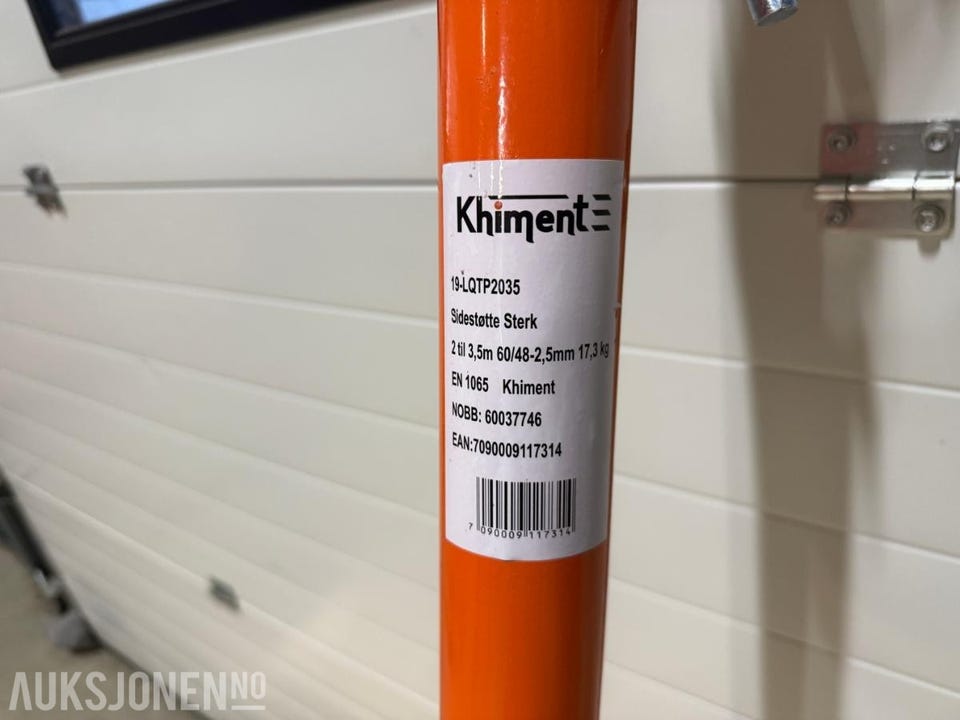 Khiment
19-LQTP2035
Sidestøtte Sterk
2 til 3,5m 60/48-2,5mm 17,3 kg
EN 1065 Khiment
NOBB: 60037746
EAN:7090009117314
7 090009 117314
AUKSJONEN.NO